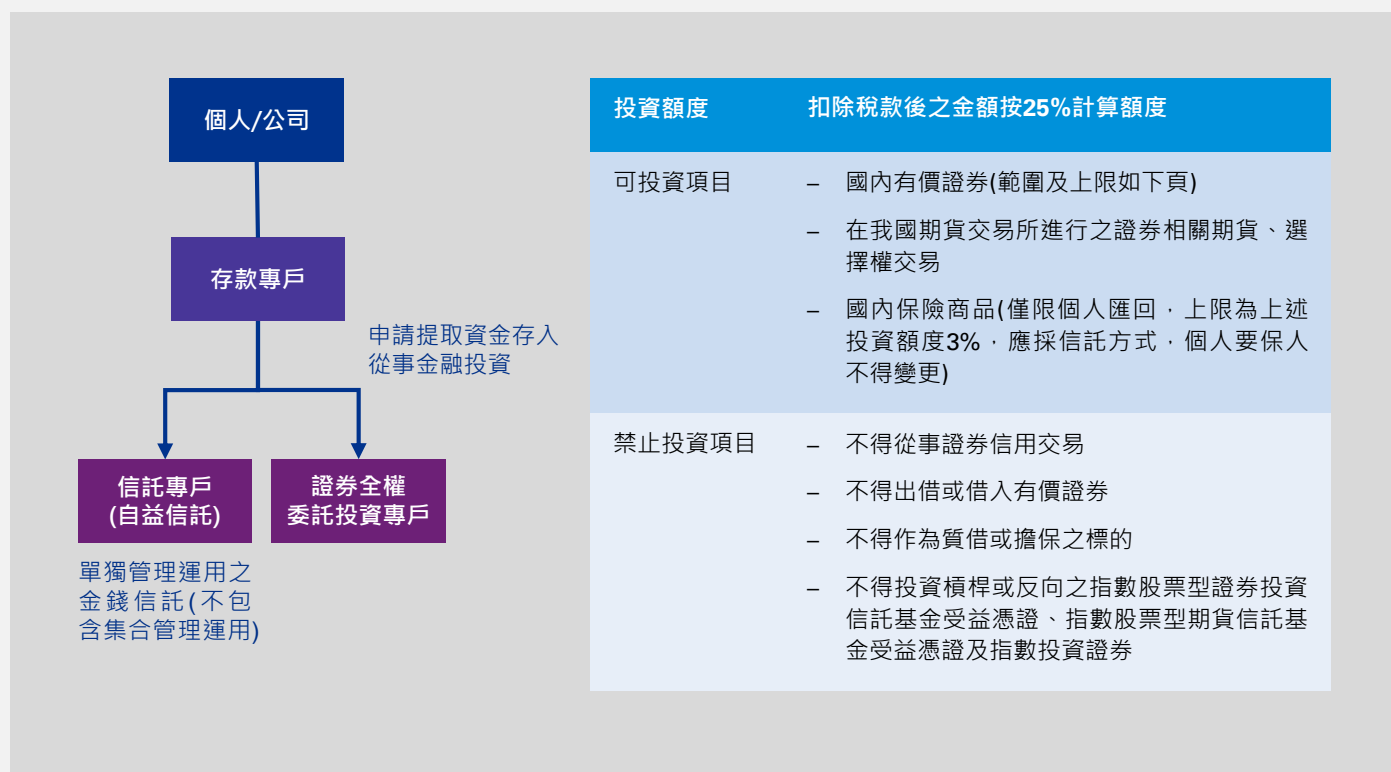 個人/公司
存款專戶
申請提取資金存入
從事金融投資
信託專戶
(自益信託)
證券全權
委託投資專戶
單獨管理運用之
金錢信託(不包
含集合管理運用)
投資額度 扣除稅款後之金額按25%計算額度
可投資項目 – 國內有價證券(範圍及上限如下頁)
– 在我國期貨交易所進行之證券相關期貨、選
擇權交易
– 國內保險商品(僅限個人匯回，上限為上述
投資額度3%，應採信託方式，個人要保人
不得變更)
禁止投資項目 – 不得從事證券信用交易
– 不得出借或借入有價證券
– 不得作為質借或擔保之標的
– 不得投資槓桿或反向之指數股票型證券投資
信託基金受益憑證、指數股票型期貨信託基
金受益憑證及指數投資證券